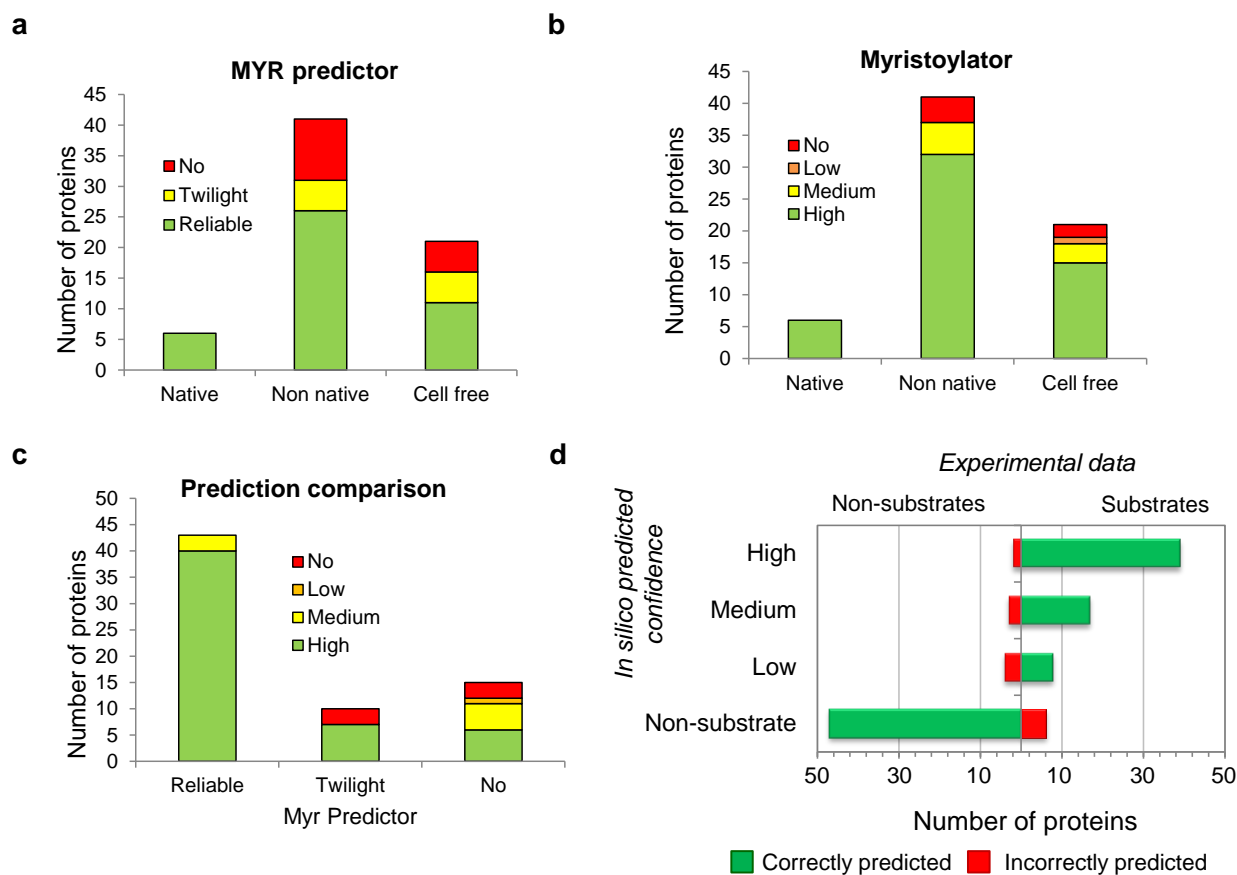 a
MYR predictor
45
40
35
30
25
20
15
10
5
0
Number of proteins
No
Twilight
Reliable
Native Non native Cell free
b
Myristoylator
45
40
35
30
25
20
15
10
5
0
Number of proteins
No
Low
Medium
High
Native Non native Cell free
c
Prediction comparison
50
45
40
35
30
25
20
15
10
5
0
Number of proteins
No
Low
Medium
High
Reliable Twilight No
Myr Predictor
d
Experimental data
Non-substrates Substrates
In silico predicted
confidence
High
Medium
Low
Non-substrate
50 30 10 10 30 50
Number of proteins
Correctly predicted Incorrectly predicted